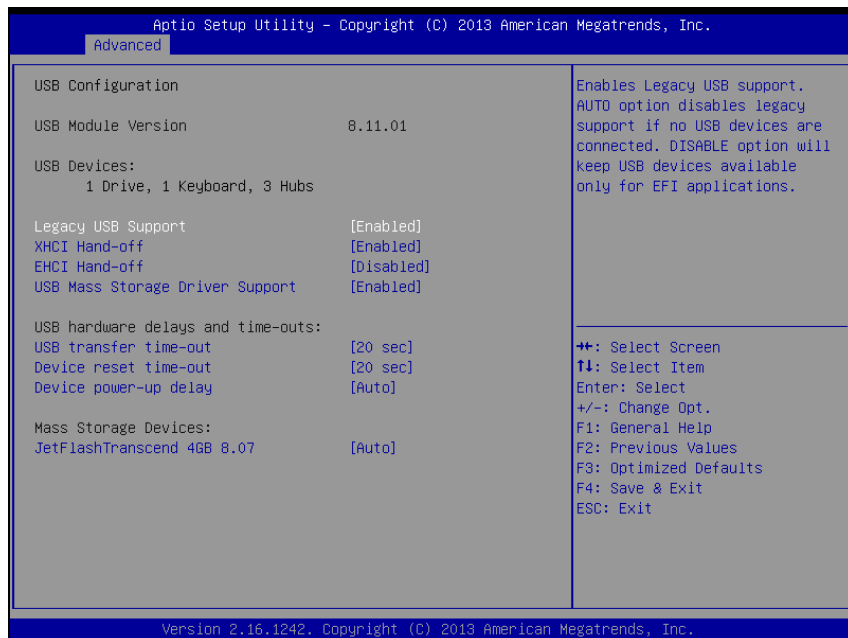 Aptio Setup Utility – Copyright (C) 2013 American Megatrends, Inc.
Advanced
USB Configuration
USB Module Version 8.11.01
USB Devices:
1 Drive, 1 Keyboard, 3 Hubs
Legacy USB Support [Enabled]
XHCI Hand-off [Enabled]
EHCI Hand-off [Disabled]
USB Mass Storage Driver Support [Enabled]
USB hardware delays and time-outs:
USB transfer time-out [20 sec]
Device reset time-out [20 sec]
Device power-up delay [Auto]
Mass Storage Devices:
JetFlashTranscend 4GB 8.07 [Auto]
Enables Legacy USB support.
AUTO option disables legacy
support if no USB devices are
connected. DISABLE option will
keep USB devices available
only for EFI applications.
→←: Select Screen
↑↓: Select Item
Enter: Select
+/-: Change Opt.
F1: General Help
F2: Previous Values
F3: Optimized Defaults
F4: Save & Exit
ESC: Exit
Version 2.16.1242. Copyright (C) 2013 American Megatrends, Inc.